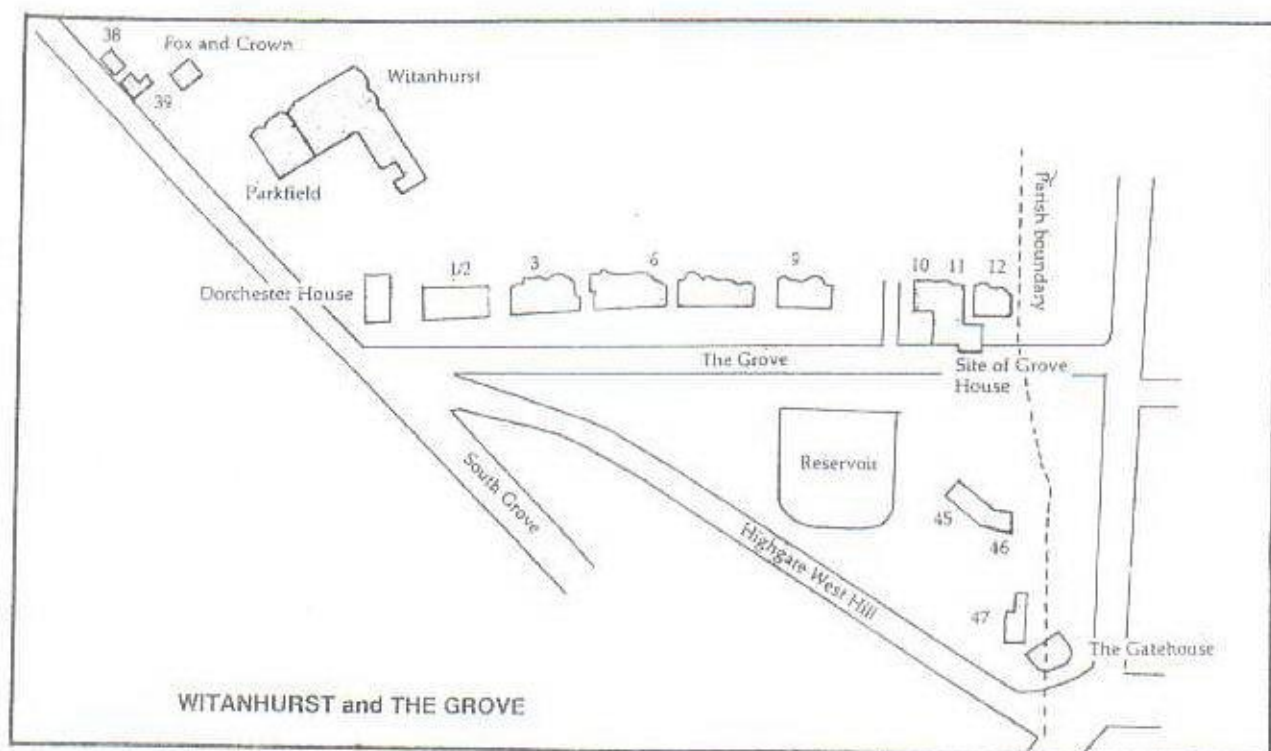 38
Fox and Crown
39
Witanhurst
Parkfield
Parish boundary
Dorchester House
1/2
3
6
9
10
11
12
The Grove
Site of Grove
House
Reservoir
South Grove
Highgate West Hill
45
46
47
The Gatehouse
WITANHURST and THE GROVE